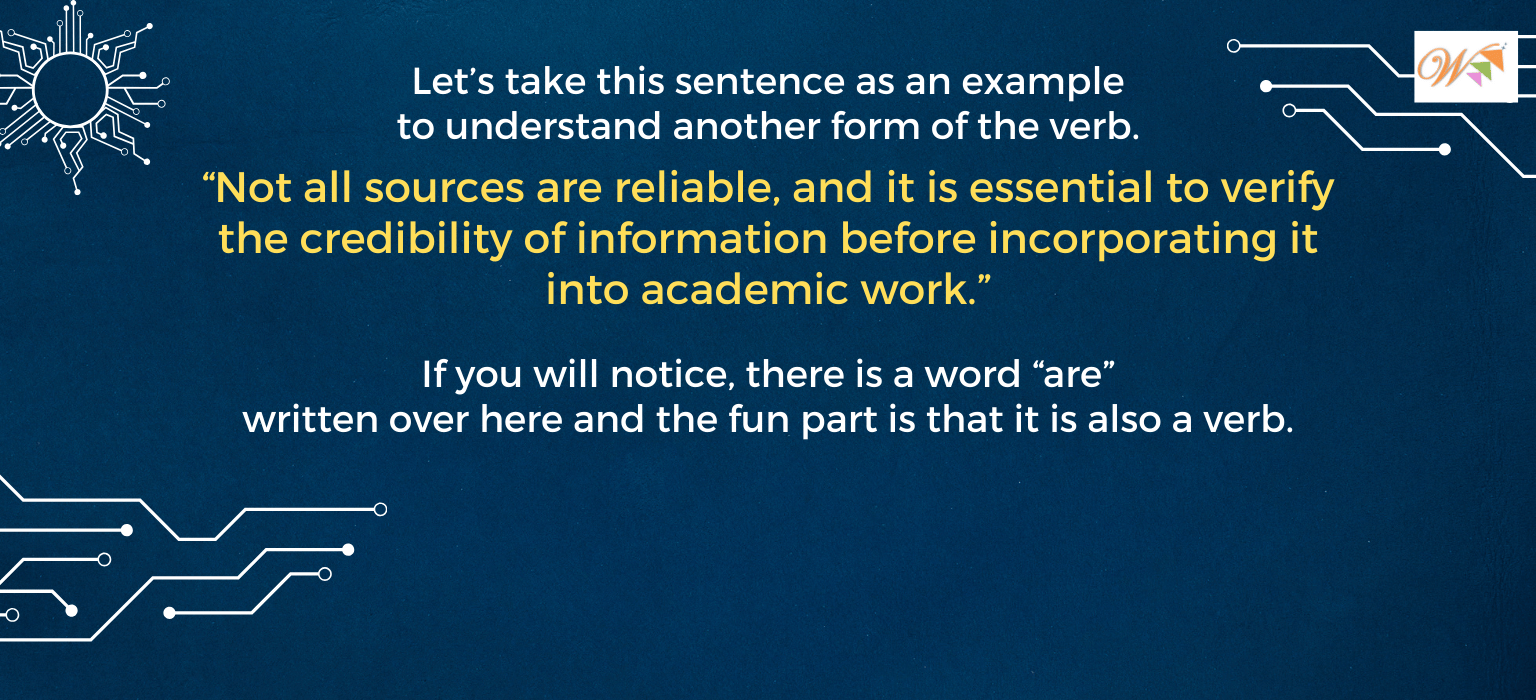 Let’s take this sentence as an example
to understand another form of the verb.
“Not all sources are reliable, and it is essential to verify
the credibility of information before incorporating it
into academic work.”
If you will notice, there is a word “are”
written over here and the fun part is that it is also a verb.
W